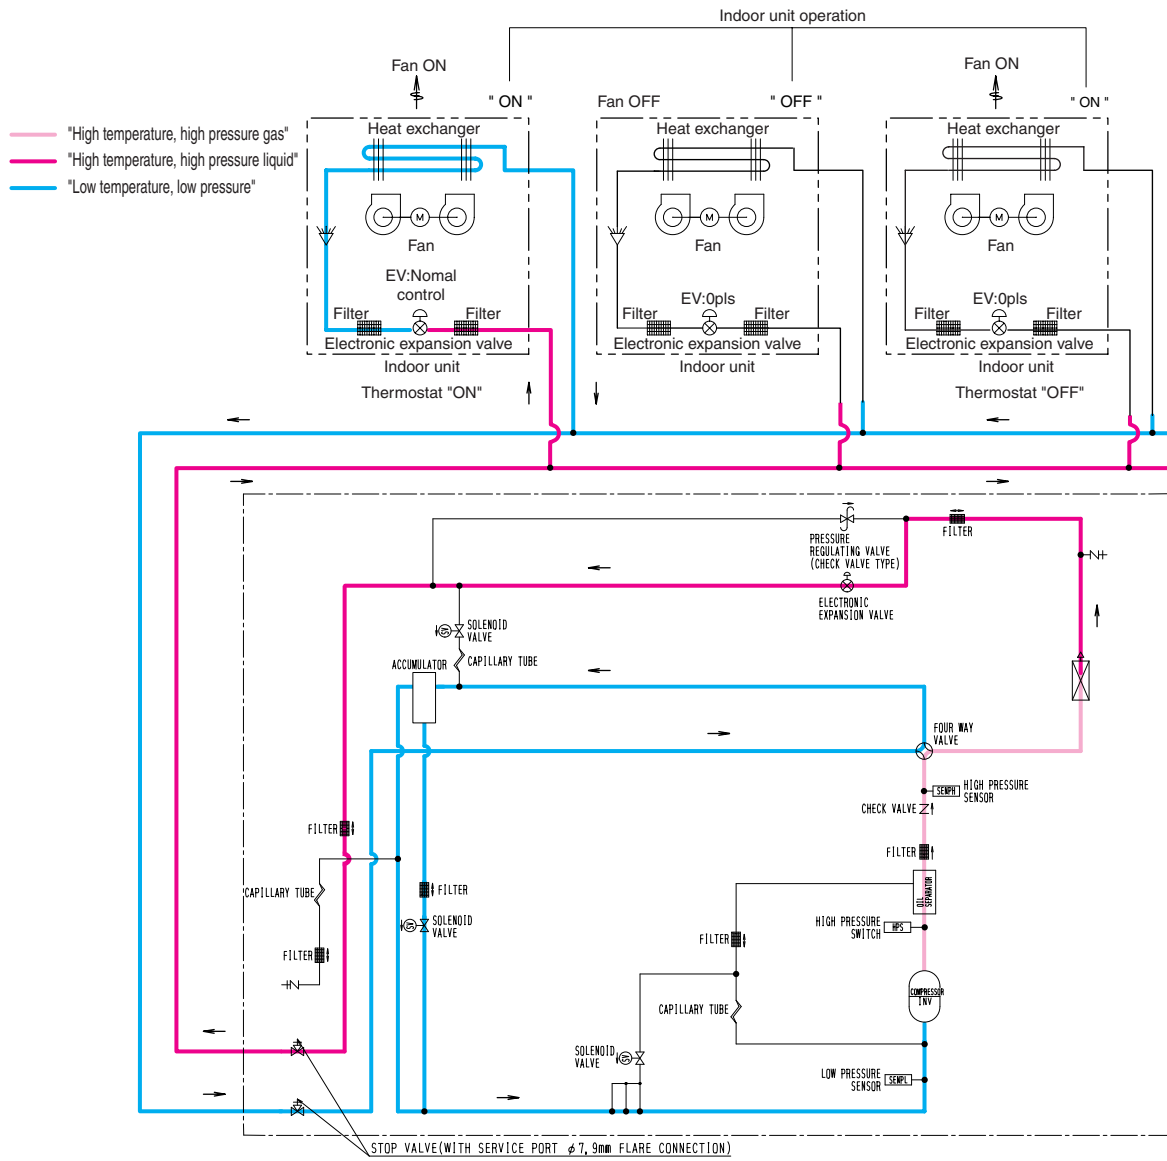 Indoor unit operation
Fan ON
" ON "
Fan OFF
" OFF "
Fan ON
" ON "
"High temperature, high pressure gas"
"High temperature, high pressure liquid"
"Low temperature, low pressure"
Heat exchanger
M
Fan
EV:Nomal
control
Filter
Filter
Electronic expansion valve
Indoor unit
Thermostat "ON"
Heat exchanger
M
Fan
EV:0pls
Filter
Filter
Electronic expansion valve
Indoor unit
Heat exchanger
M
Fan
EV:0pls
Filter
Filter
Electronic expansion valve
Indoor unit
Thermostat "OFF"
PRESSURE
REGULATING VALVE
(CHECK VALVE TYPE)
FILTER
ELECTRONIC
EXPANSION VALVE
SV
SOLENOID
VALVE
CAPILLARY TUBE
ACCUMULATOR
FOUR WAY
VALVE
SENPH
HIGH PRESSURE
SENSOR
CHECK VALVE
FILTER
FILTER
OIL
SEPARATOR
CAPILLARY TUBE
FILTER
SV
SOLENOID
VALVE
HIGH PRESSURE
SWITCH
HPS
FILTER
FILTER
COMPRESSOR
INV
CAPILLARY TUBE
SOLENOID
VALVE
SV
LOW PRESSURE
SENSOR
SENPL
STOP VALVE(WITH SERVICE PORT φ7,9mm FLARE CONNECTION)